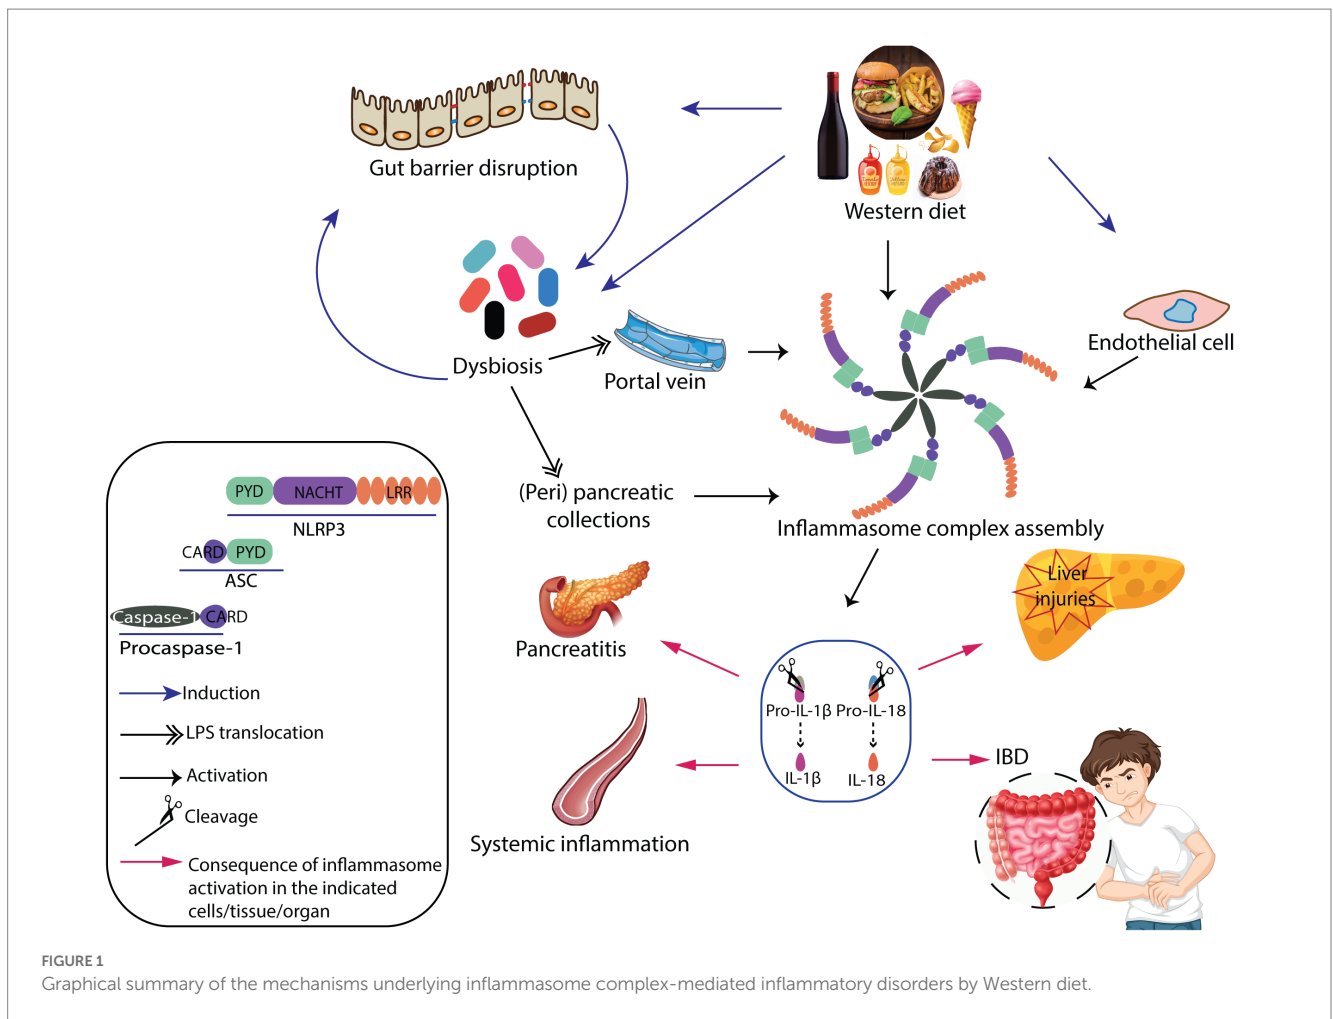 Gut barrier disruption
Western diet
Dysbiosis
Portal vein
Endothelial cell
(Peri) pancreatic
collections
Inflammasome complex assembly
PYD NACHT LRR
NLRP3
CARD PYD
ASC
Caspase-1 CARD
Procaspase-1
Induction
LPS translocation
Activation
Cleavage
Consequence of inflammasome
activation in the indicated
cells/tissue/organ
Pancreatitis
Liver
injuries
Pro-IL-1β Pro-IL-18
IL-1β IL-18
Systemic inflammation
IBD
FIGURE 1
Graphical summary of the mechanisms underlying inflammasome complex-mediated inflammatory disorders by Western diet.